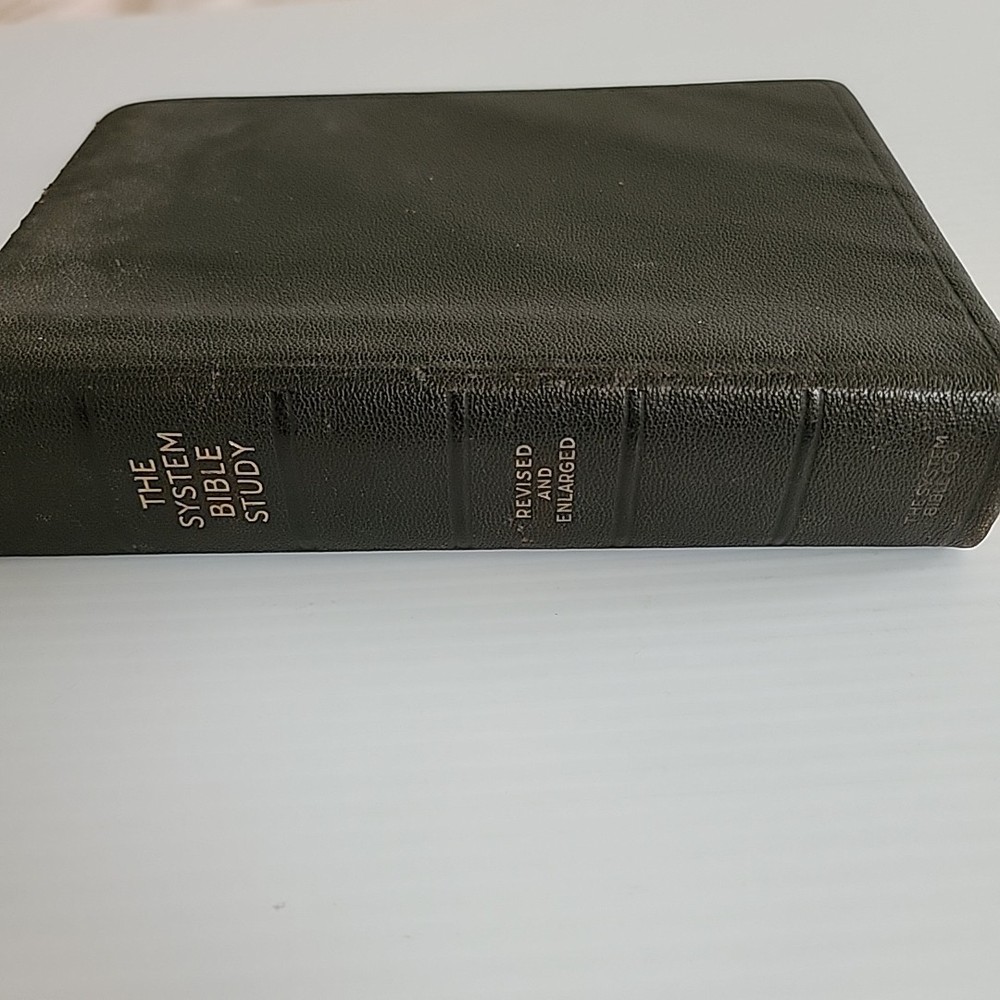 THE
SYSTEM
BIBLE
STUDY
REVISED
AND
ENLARGED
THE SYSTEM
BIBLE CO.